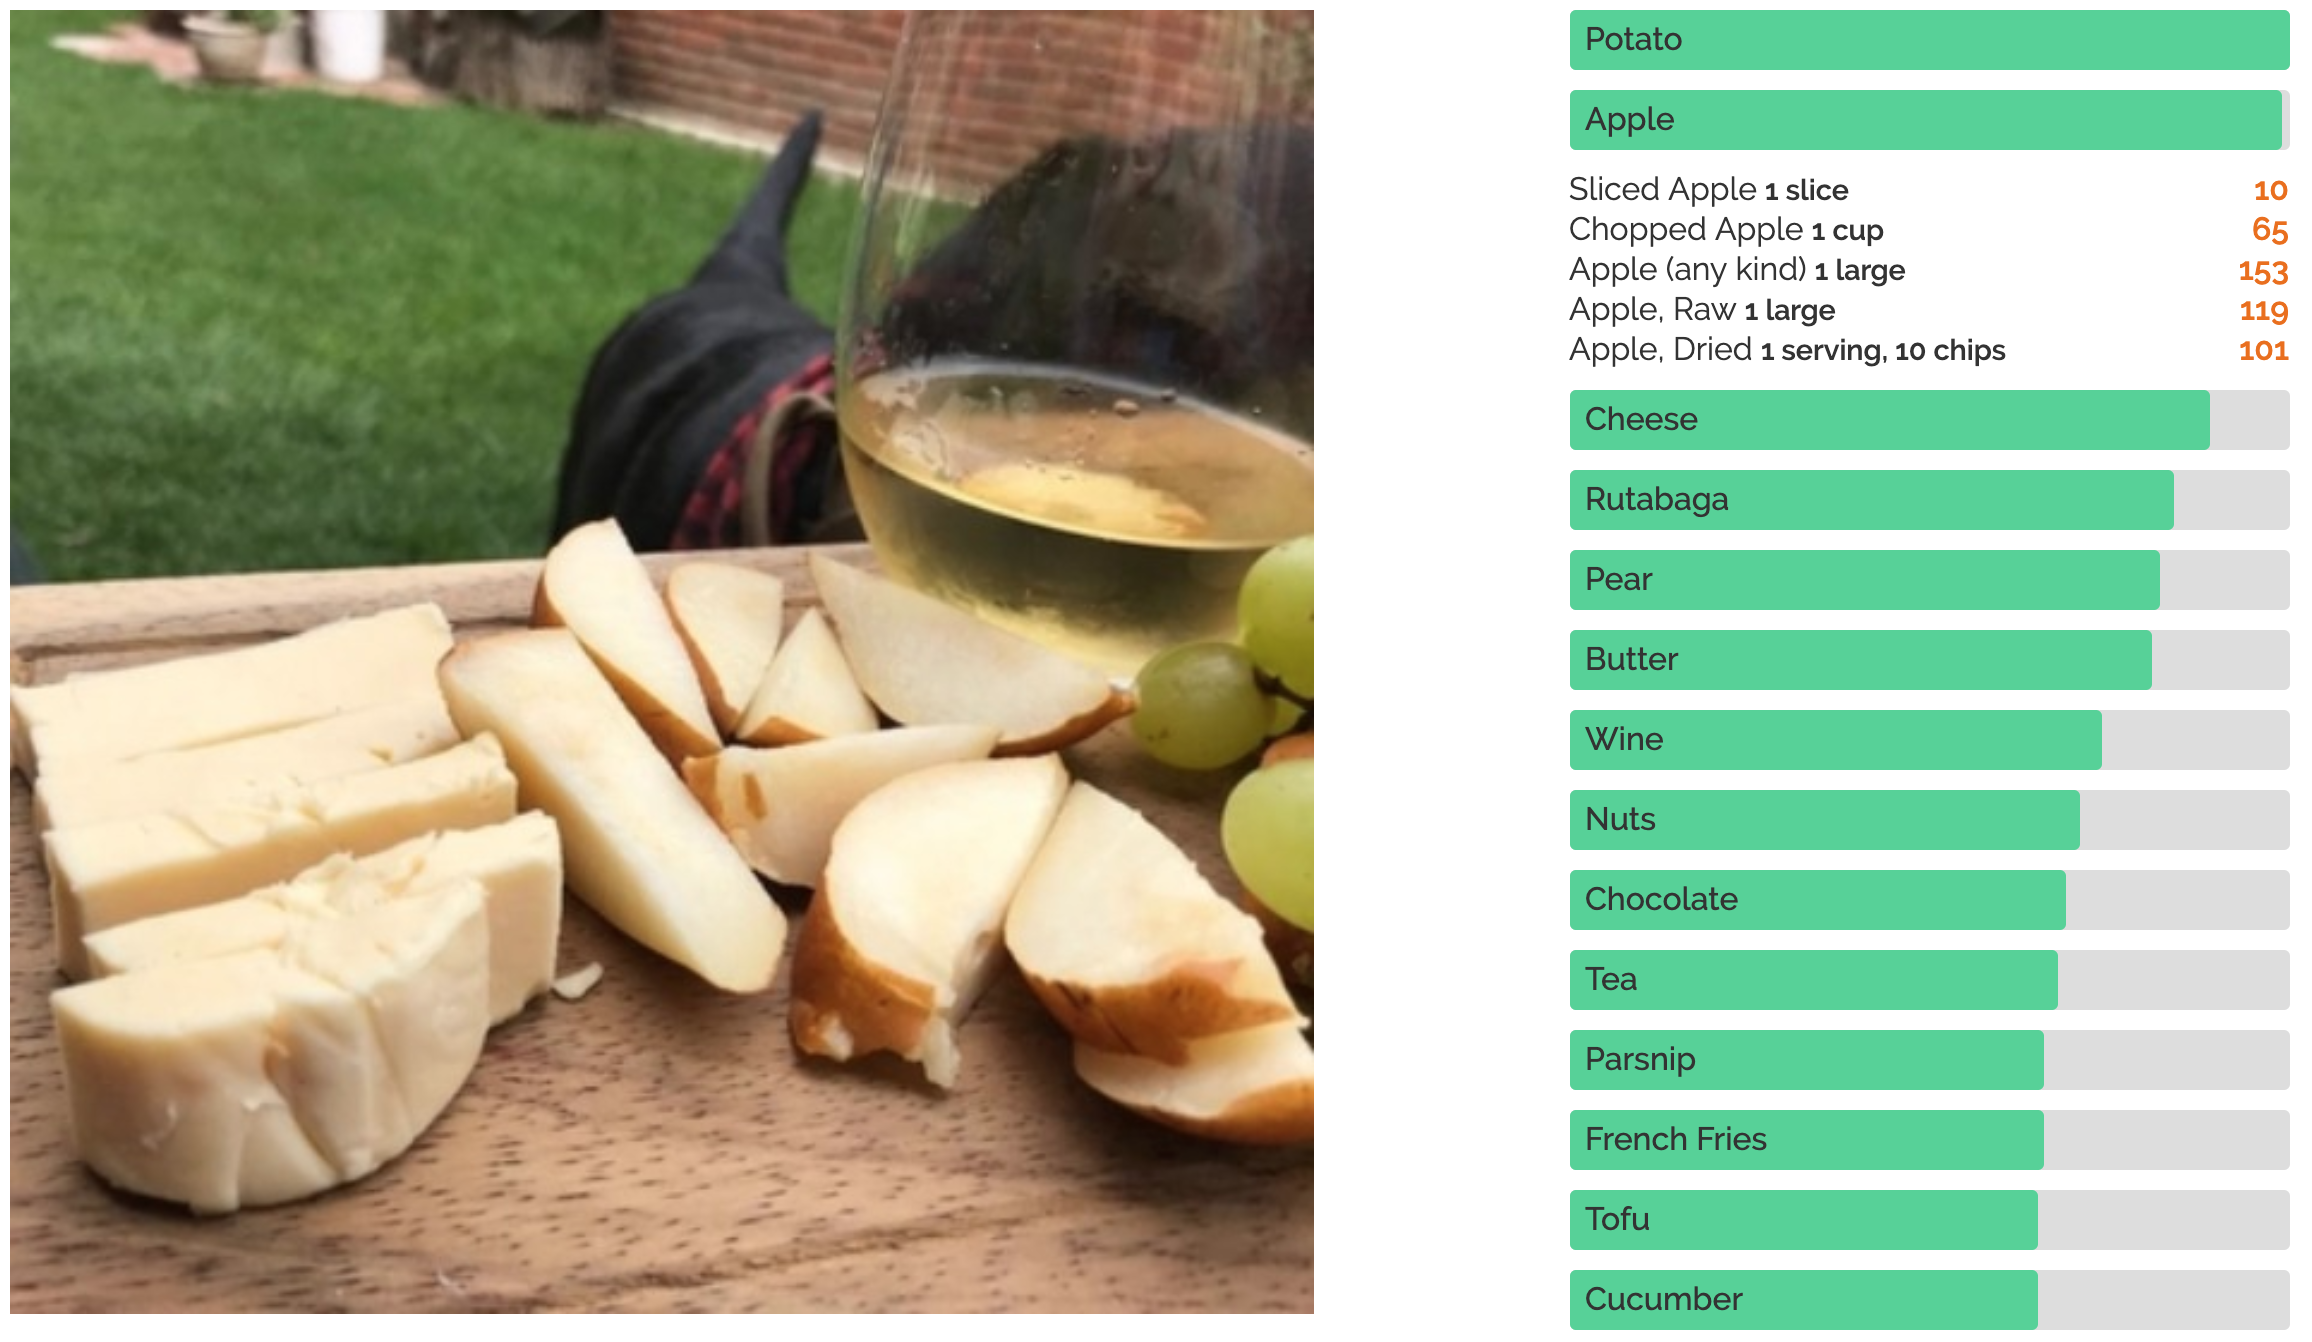 Potato
Apple
Sliced Apple 1 slice 10
Chopped Apple 1 cup 65
Apple (any kind) 1 large 153
Apple, Raw 1 large 119
Apple, Dried 1 serving, 10 chips 101
Cheese
Rutabaga
Pear
Butter
Wine
Nuts
Chocolate
Tea
Parsnip
French Fries
Tofu
Cucumber